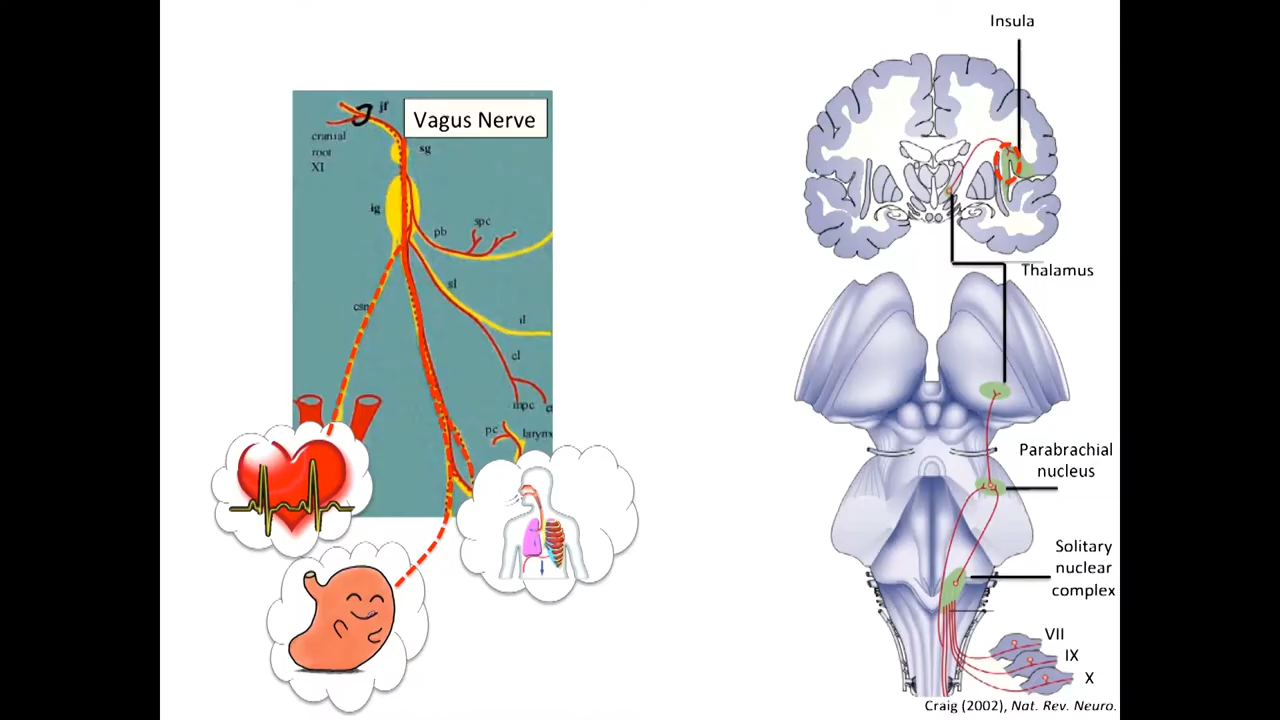 Insula
Vagus Nerve
jf
cranial
root
XI
sg
ig
pb
spc
sl
csn
il
cl
mpc
pc
larynx
Thalamus
Parabrachial
nucleus
Solitary
nuclear
complex
VII
IX
X
Craig (2002), Nat. Rev. Neuro.